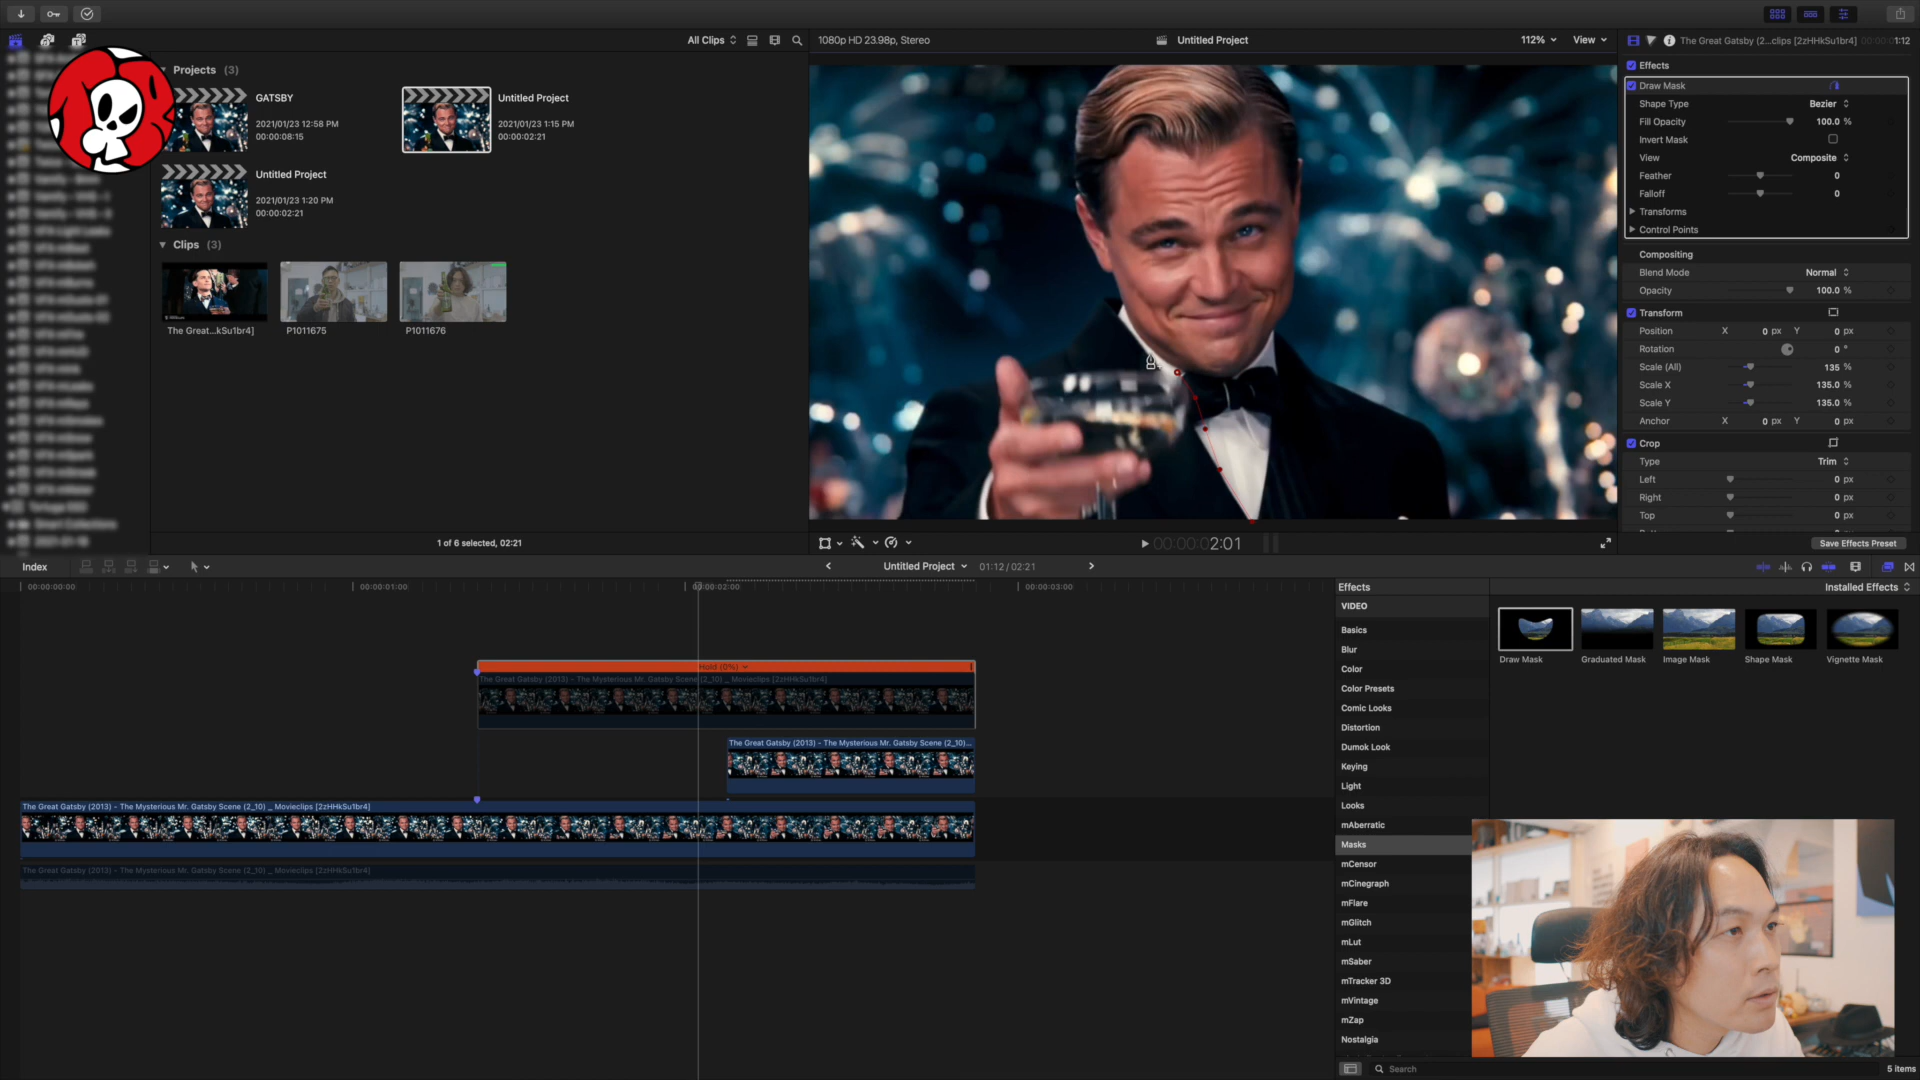 All Clips
1080p HD 23.98p, Stereo
Untitled Project
112%
View
The Great Gatsby (2...clips [2zHHkSu1br4]
1:12
Projects (3)
GATSBY
2021/01/23 12:58 PM
00:00:08:15
Untitled Project
2021/01/23 1:15 PM
00:00:02:21
Untitled Project
2021/01/23 1:20 PM
00:00:02:21
Clips (3)
The Great...kSu1br4]
P1011675
P1011676
1 of 6 selected, 02:21
00:00:00:02:01
Effects
Draw Mask
Shape Type Bezier
Fill Opacity 100.0 %
Invert Mask
View Composite
Feather 0
Falloff 0
Transforms
Control Points
Compositing
Blend Mode Normal
Opacity 100.0 %
Transform
Position X 0 px Y 0 px
Rotation 0 °
Scale (All) 135 %
Scale X 135.0 %
Scale Y 135.0 %
Anchor X 0 px Y 0 px
Crop
Type Trim
Left 0 px
Right 0 px
Top 0 px
Save Effects Preset
Index
Untitled Project
01:12 / 02:21
00:00:00:00
00:00:01:00
00:00:02:00
00:00:03:00
Hold (0%)
The Great Gatsby (2013) - The Mysterious Mr. Gatsby Scene (2_10) _ Movieclips [2zHHkSu1br4]
The Great Gatsby (2013) - The Mysterious Mr. Gatsby Scene (2_10)...
The Great Gatsby (2013) - The Mysterious Mr. Gatsby Scene (2_10) _ Movieclips [2zHHkSu1br4]
The Great Gatsby (2013) - The Mysterious Mr. Gatsby Scene (2_10) _ Movieclips [2zHHkSu1br4]
Effects
Installed Effects
VIDEO
Basics
Blur
Color
Color Presets
Comic Looks
Distortion
Dumok Look
Keying
Light
Looks
mAberratic
Masks
mCensor
mCinegraph
mFlare
mGlitch
mLut
mSaber
mTracker 3D
mVintage
mZap
Nostalgia
Draw Mask
Graduated Mask
Image Mask
Shape Mask
Vignette Mask
Search
5 items